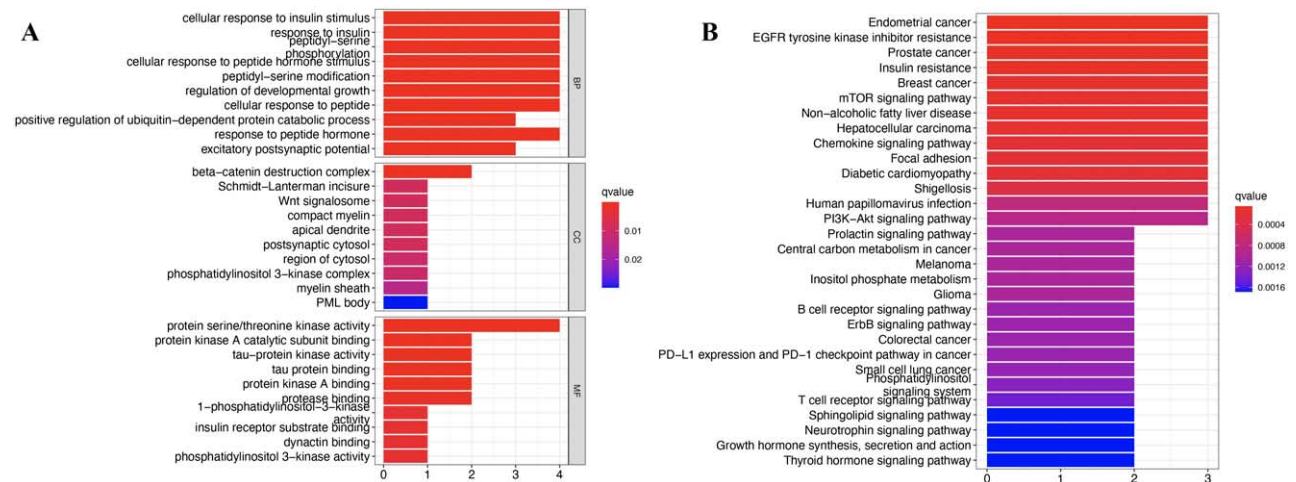 A
cellular response to insulin stimulus
response to insulin
peptidyl−serine
phosphorylation
cellular response to peptide hormone stimulus
peptidyl−serine modification
regulation of developmental growth
cellular response to peptide
positive regulation of ubiquitin−dependent protein catabolic process
response to peptide hormone
excitatory postsynaptic potential
BP
beta−catenin destruction complex
Schmidt−Lanterman incisure
Wnt signalosome
compact myelin
apical dendrite
postsynaptic cytosol
region of cytosol
phosphatidylinositol 3−kinase complex
myelin sheath
PML body
CC
protein serine/threonine kinase activity
protein kinase A catalytic subunit binding
tau−protein kinase activity
tau protein binding
protein kinase A binding
protease binding
1−phosphatidylinositol−3−kinase
activity
insulin receptor substrate binding
dynactin binding
phosphatidylinositol 3−kinase activity
MF
0 1 2 3 4
qvalue
0.01
0.02
B
Endometrial cancer
EGFR tyrosine kinase inhibitor resistance
Prostate cancer
Insulin resistance
Breast cancer
mTOR signaling pathway
Non−alcoholic fatty liver disease
Hepatocellular carcinoma
Chemokine signaling pathway
Focal adhesion
Diabetic cardiomyopathy
Shigellosis
Human papillomavirus infection
PI3K−Akt signaling pathway
Prolactin signaling pathway
Central carbon metabolism in cancer
Melanoma
Inositol phosphate metabolism
Glioma
B cell receptor signaling pathway
ErbB signaling pathway
Colorectal cancer
PD−L1 expression and PD−1 checkpoint pathway in cancer
Small cell lung cancer
Phosphatidylinositol
signaling system
T cell receptor signaling pathway
Sphingolipid signaling pathway
Neurotrophin signaling pathway
Growth hormone synthesis, secretion and action
Thyroid hormone signaling pathway
0 1 2 3
qvalue
0.0004
0.0008
0.0012
0.0016